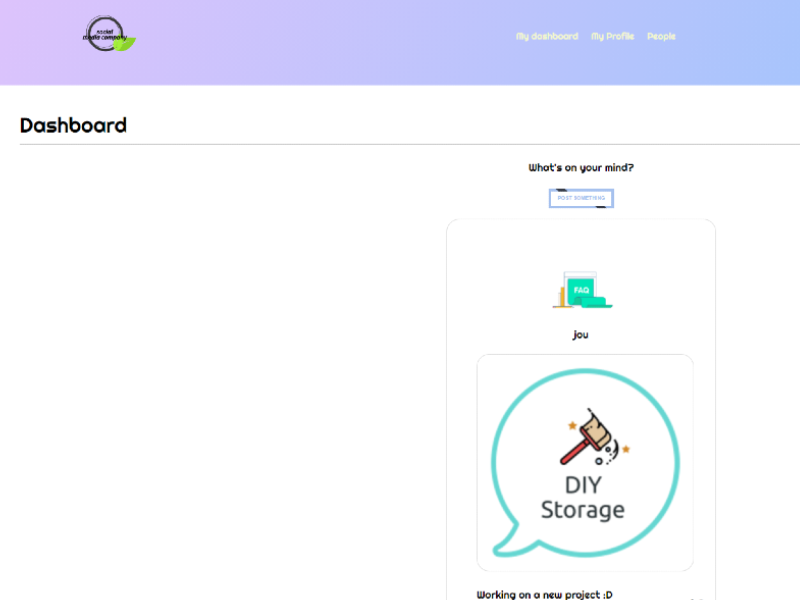 social
studio company
My dashboard
My Profile
People
Dashboard
What's on your mind?
POST SOMETHING
FAQ
jou
DIY
Storage
Working on a new project :D